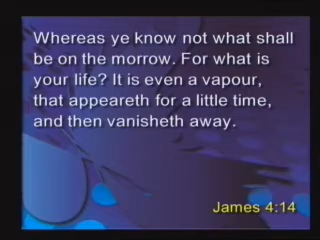 Whereas ye know not what shall
be on the morrow. For what is
your life? It is even a vapour,
that appeareth for a little time,
and then vanisheth away.
James 4:14